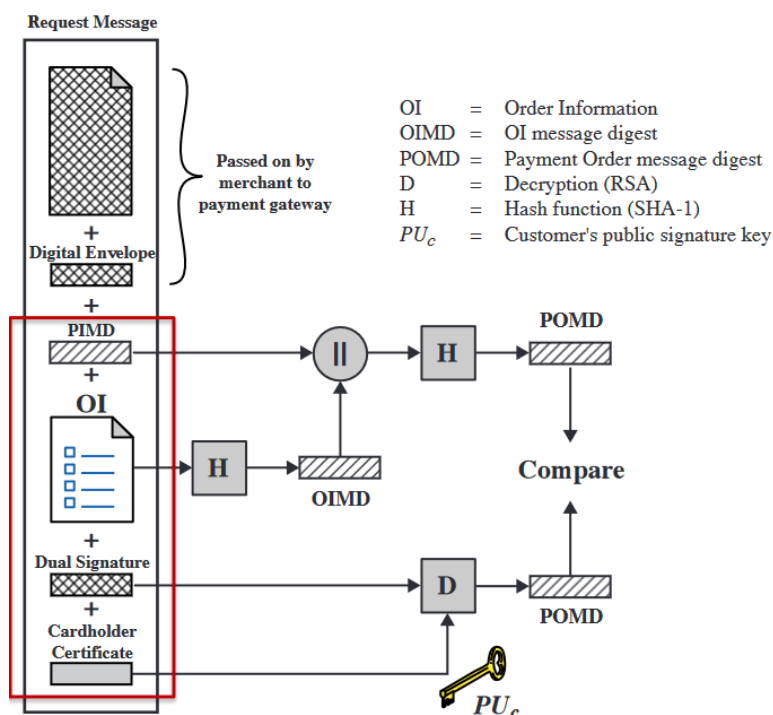 Request Message
Passed on by
merchant to
payment gateway
+
Digital Envelope
+
PIMD
+
OI
+
Dual Signature
+
Cardholder
Certificate
OI = Order Information
OIMD = OI message digest
POMD = Payment Order message digest
D = Decryption (RSA)
H = Hash function (SHA-1)
PUc = Customer's public signature key
||
H
POMD
H
OIMD
Compare
D
POMD
PUc